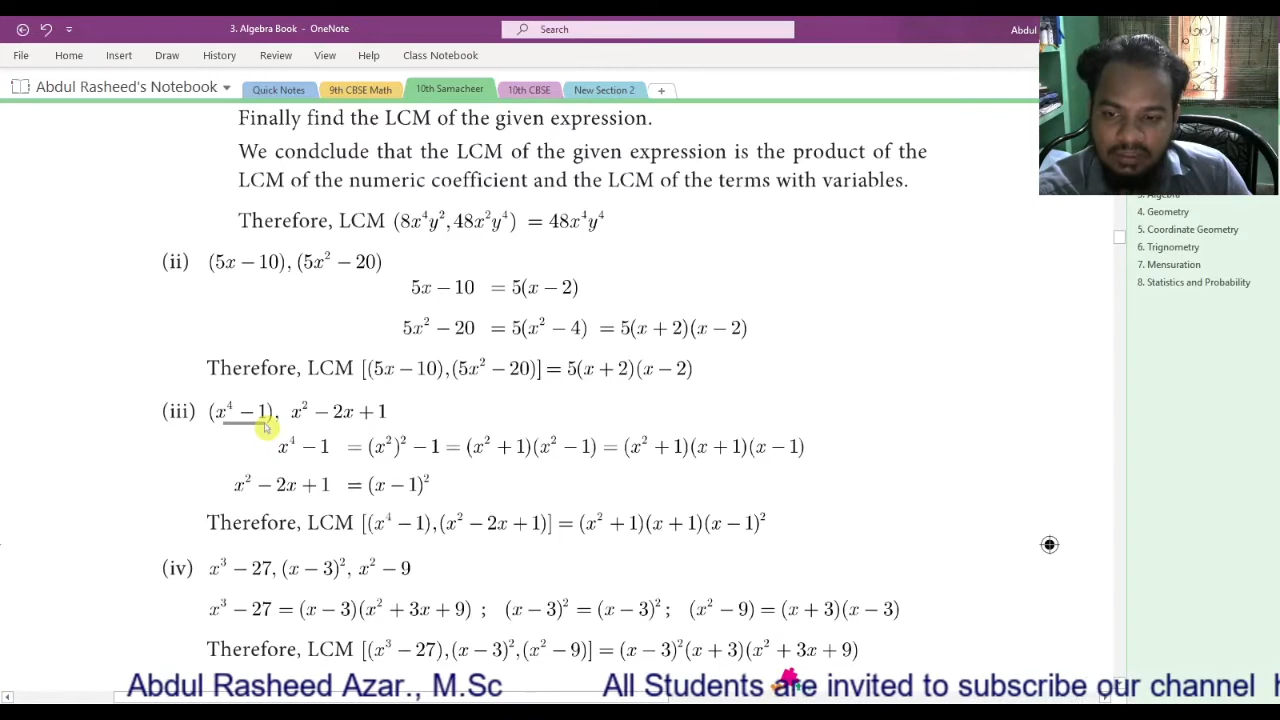 3. Algebra Book - OneNote
Search
Abdul
File Home Insert Draw History Review View Help Class Notebook
Abdul Rasheed's Notebook
Quick Notes 9th CBSE Math 10th Samacheer 10th CBSE New Section 2 +
Finally find the LCM of the given expression.
We condclude that the LCM of the given expression is the product of the
LCM of the numeric coefficient and the LCM of the terms with variables.
Therefore, LCM (8x⁴y², 48x²y⁴) = 48x⁴y⁴
(ii) (5x − 10), (5x² − 20)
5x − 10 = 5(x − 2)
5x² − 20 = 5(x² − 4) = 5(x + 2)(x − 2)
Therefore, LCM [(5x − 10), (5x² − 20)] = 5(x + 2)(x − 2)
(iii) (x⁴ − 1), x² − 2x + 1
x⁴ − 1 = (x²)² − 1 = (x² + 1)(x² − 1) = (x² + 1)(x + 1)(x − 1)
x² − 2x + 1 = (x − 1)²
Therefore, LCM [(x⁴ − 1), (x² − 2x + 1)] = (x² + 1)(x + 1)(x − 1)²
(iv) x³ − 27, (x − 3)², x² − 9
x³ − 27 = (x − 3)(x² + 3x + 9) ; (x − 3)² = (x − 3)² ; (x² − 9) = (x + 3)(x − 3)
Therefore, LCM [(x³ − 27), (x − 3)², (x² − 9)] = (x − 3)²(x + 3)(x² + 3x + 9)
3. Algebra
4. Geometry
5. Coordinate Geometry
6. Trignometry
7. Mensuration
8. Statistics and Probability
Abdul Rasheed Azar., M.Sc All Students are invited to subscribe our channel